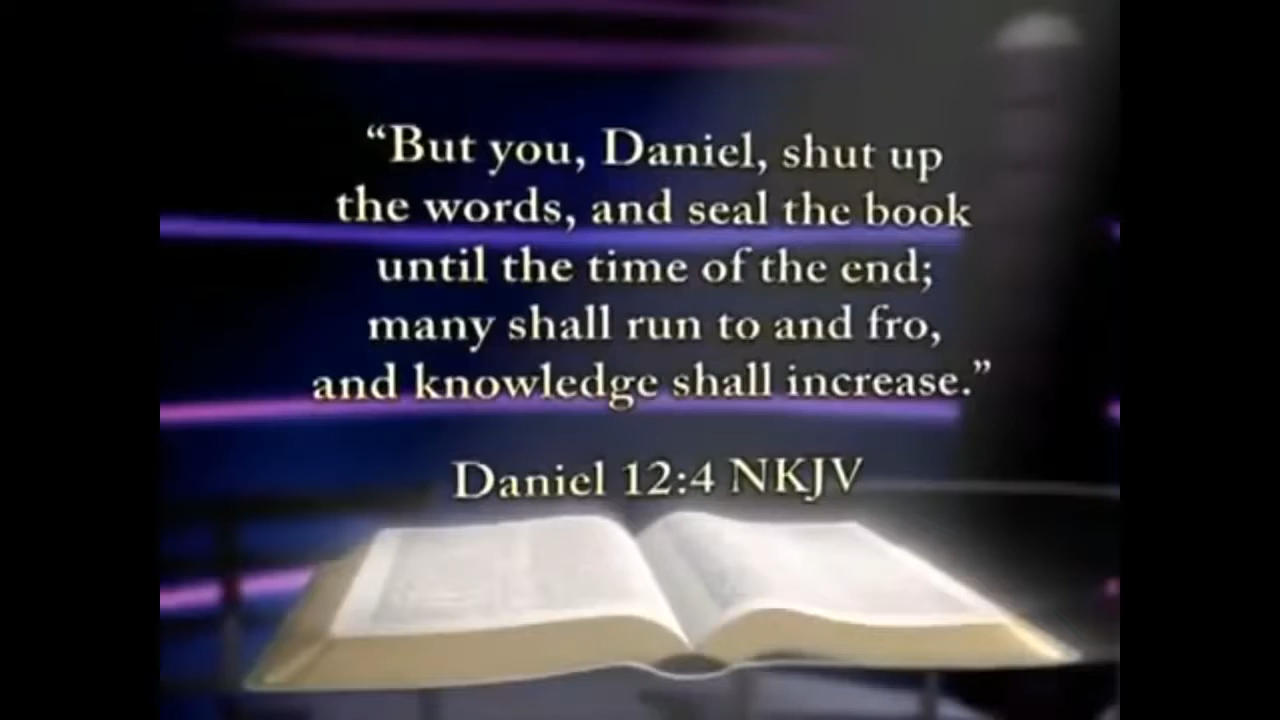 “But you, Daniel, shut up
the words, and seal the book
until the time of the end;
many shall run to and fro,
and knowledge shall increase.”
Daniel 12:4 NKJV